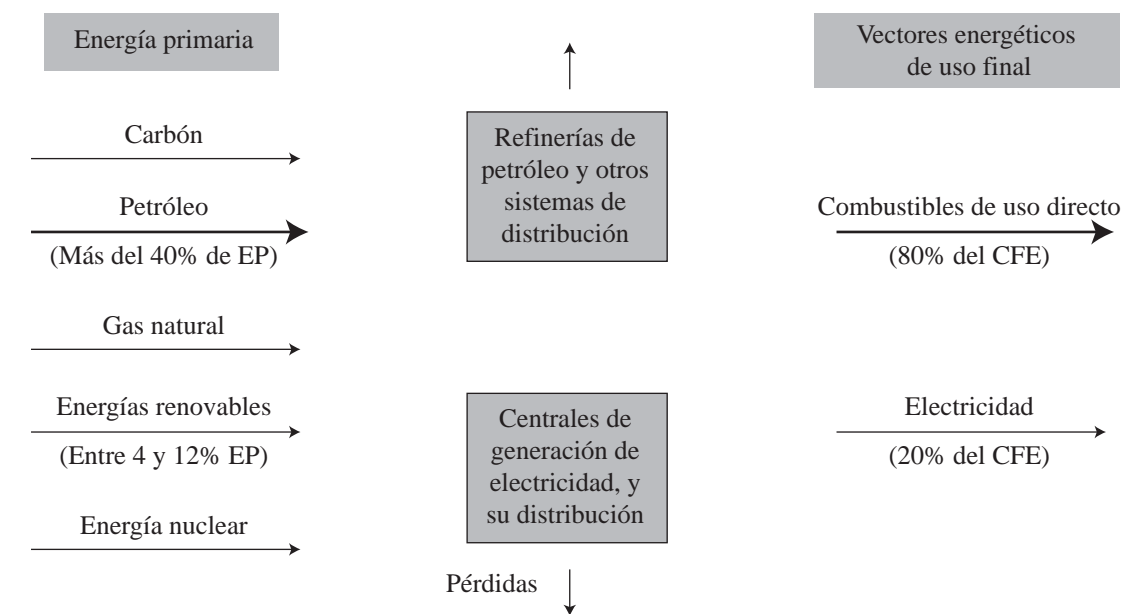 Energía primaria
Carbón
Petróleo
(Más del 40% de EP)
Gas natural
Energías renovables
(Entre 4 y 12% EP)
Energía nuclear
Refinerías de
petróleo y otros
sistemas de
distribución
Centrales de
generación de
electricidad, y
su distribución
Pérdidas
Vectores energéticos
de uso final
Combustibles de uso directo
(80% del CFE)
Electricidad
(20% del CFE)